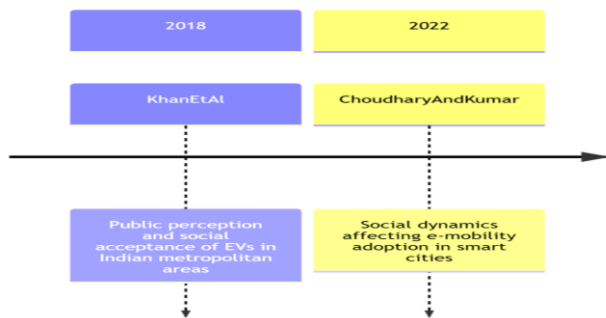 2018
2022
KhanEtAl
ChoudharyAndKumar
Public perception
and social
acceptance of EVs in
Indian metropolitan
areas
Social dynamics
affecting e-mobility
adoption in smart
cities